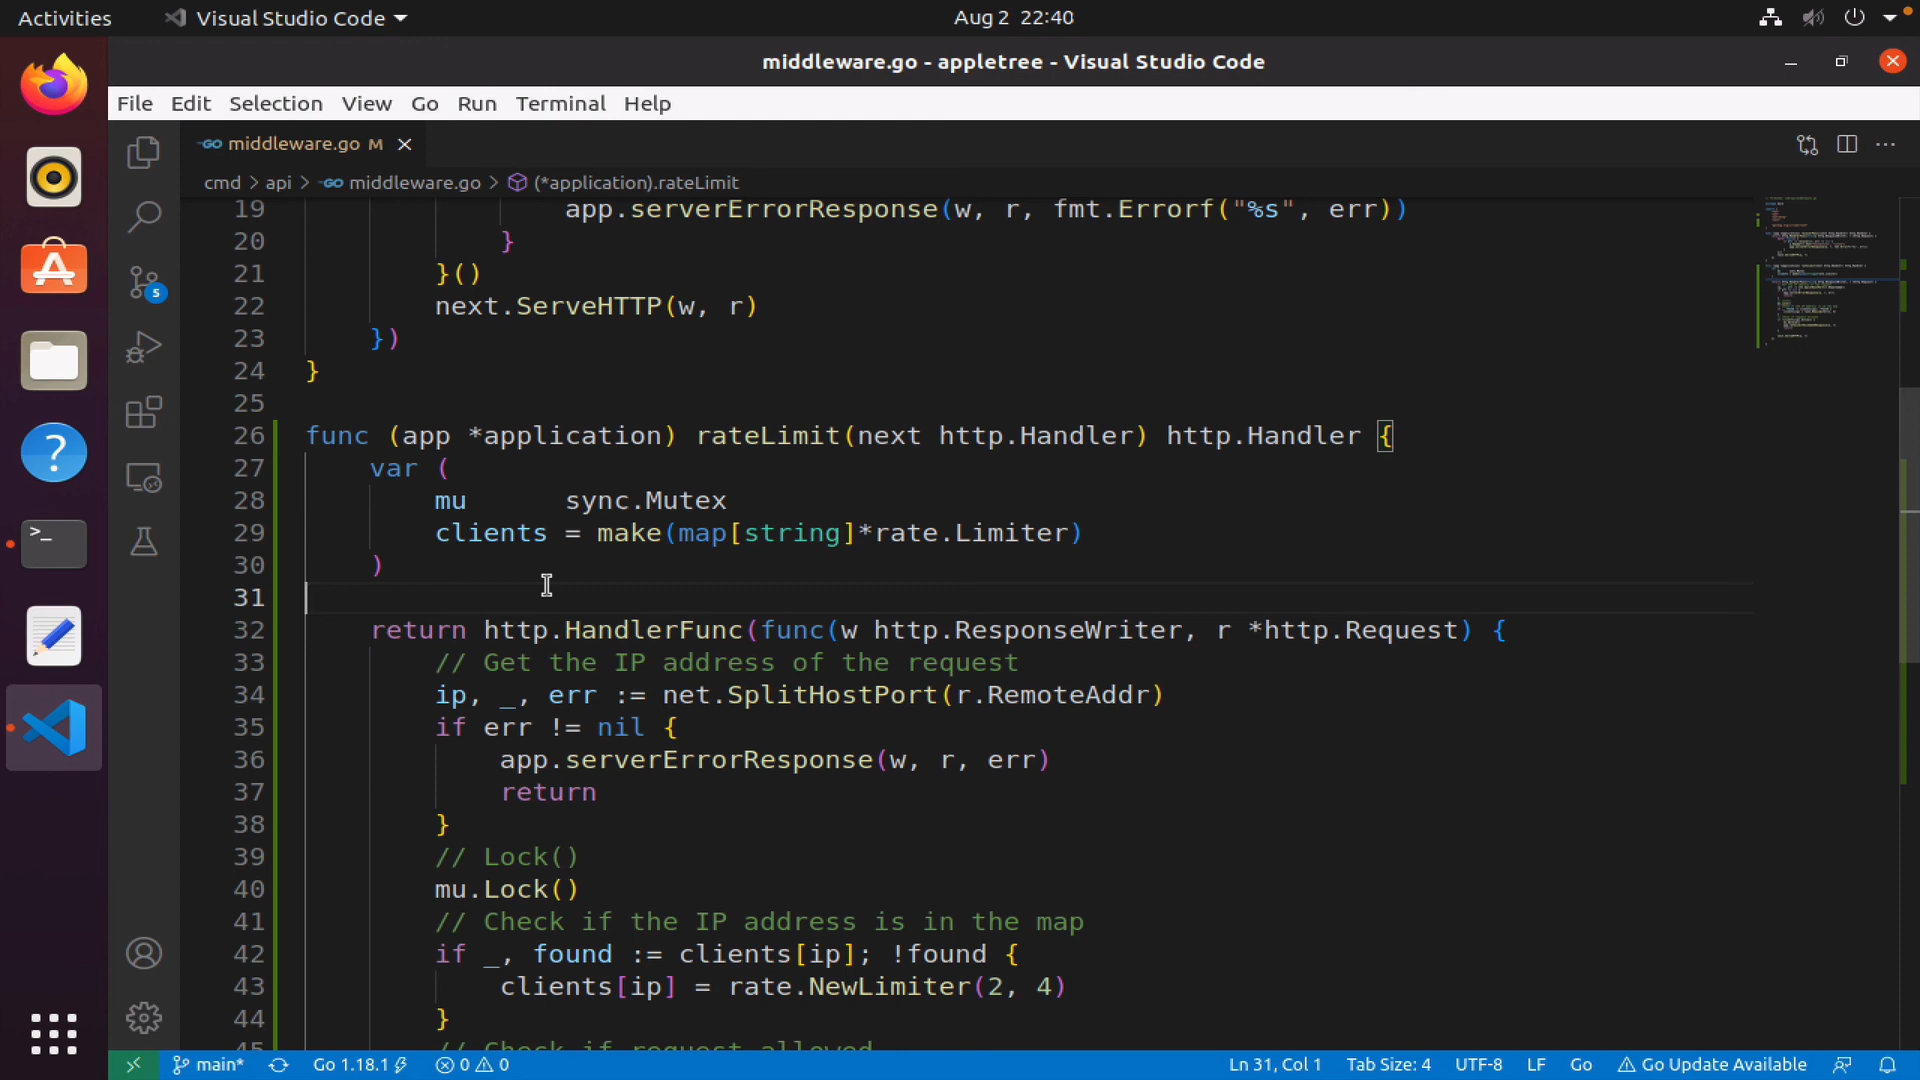 Activities
Visual Studio Code
Aug 2 22:40
middleware.go - appletree - Visual Studio Code
File Edit Selection View Go Run Terminal Help
middleware.go M
cmd > api > middleware.go > (*application).rateLimit
19 app.serverErrorResponse(w, r, fmt.Errorf("%s", err))
20 }
21 }()
22 next.ServeHTTP(w, r)
23 })
24 }
25
26 func (app *application) rateLimit(next http.Handler) http.Handler {
27 var (
28 mu sync.Mutex
29 clients = make(map[string]*rate.Limiter)
30 )
31
32 return http.HandlerFunc(func(w http.ResponseWriter, r *http.Request) {
33 // Get the IP address of the request
34 ip, _, err := net.SplitHostPort(r.RemoteAddr)
35 if err != nil {
36 app.serverErrorResponse(w, r, err)
37 return
38 }
39 // Lock()
40 mu.Lock()
41 // Check if the IP address is in the map
42 if _, found := clients[ip]; !found {
43 clients[ip] = rate.NewLimiter(2, 4)
44 }
45 // Check if request allowed
5
main* Go 1.18.1 0 0 Ln 31, Col 1 Tab Size: 4 UTF-8 LF Go Go Update Available